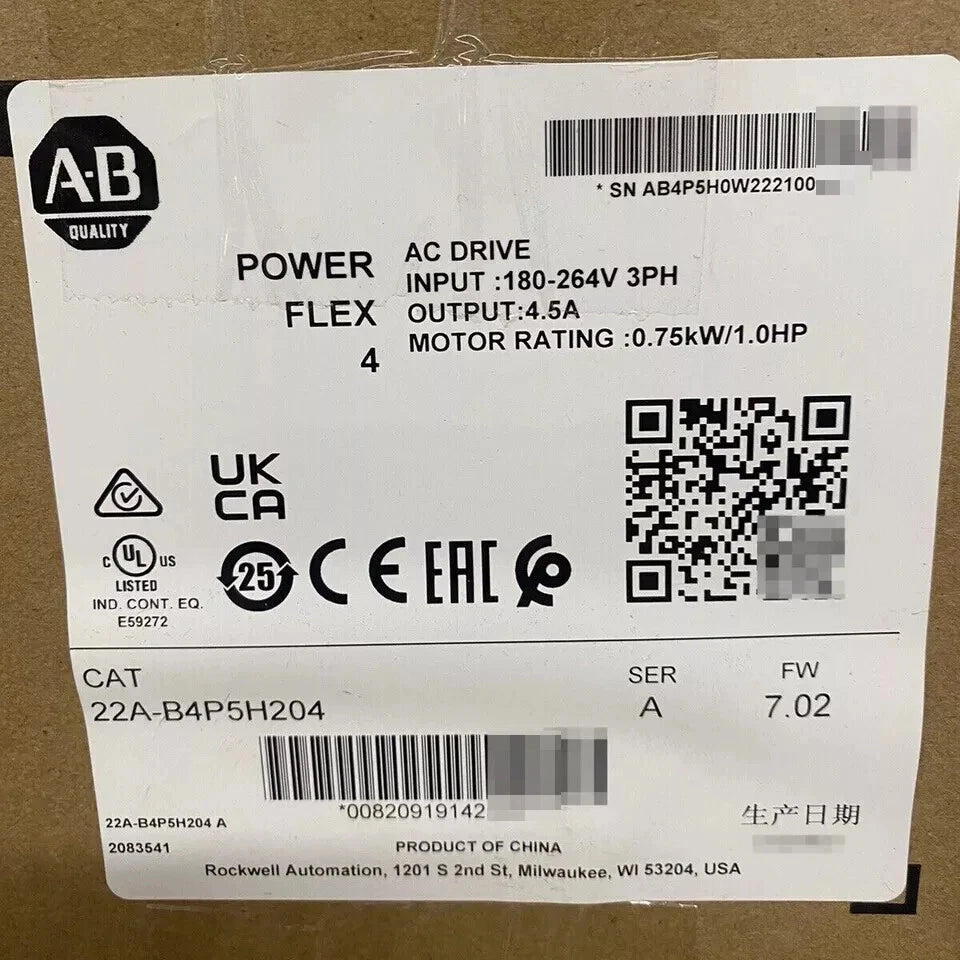 A-B
QUALITY
* SN AB4P5H0W222100
POWER
FLEX
4
AC DRIVE
INPUT :180-264V 3PH
OUTPUT:4.5A
MOTOR RATING :0.75kW/1.0HP
UK
CA
C UL US
LISTED
IND. CONT. EQ.
E59272
25
CE
EAC
CAT
22A-B4P5H204
SER
A
FW
7.02
*00820919142
22A-B4P5H204 A
2083541
生产日期
PRODUCT OF CHINA
Rockwell Automation, 1201 S 2nd St, Milwaukee, WI 53204, USA